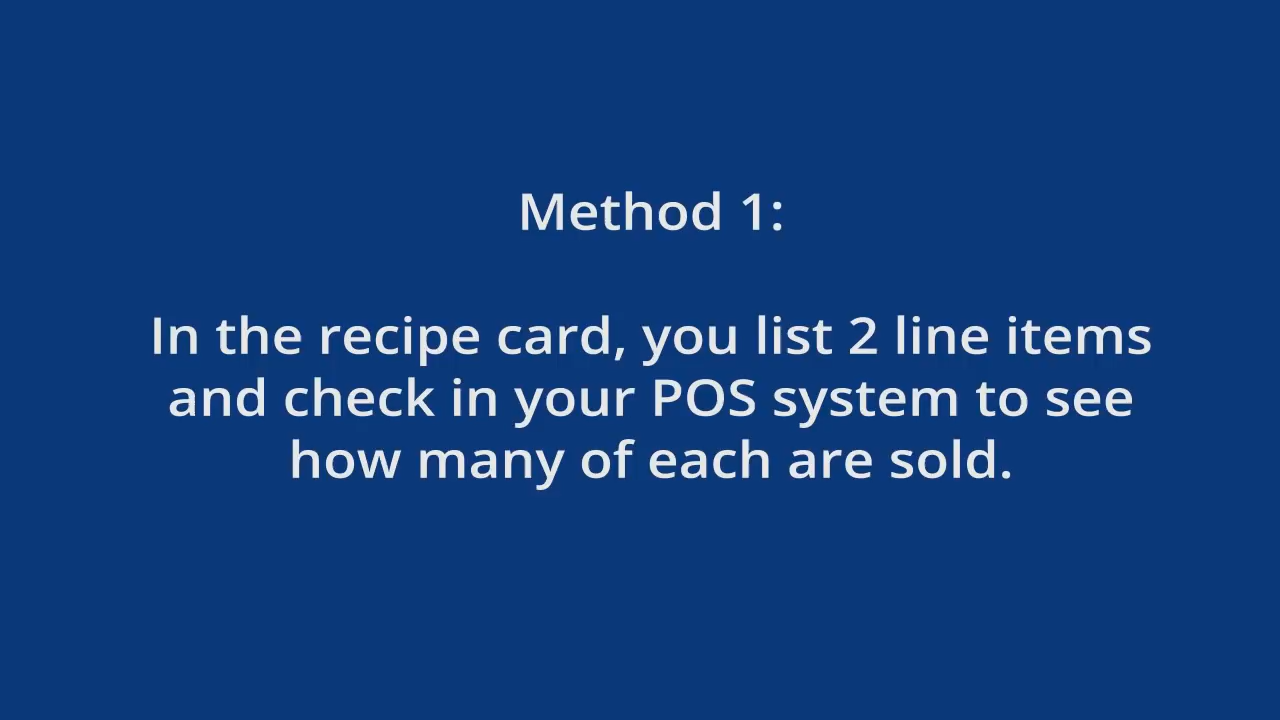 Method 1:
In the recipe card, you list 2 line items
and check in your POS system to see
how many of each are sold.